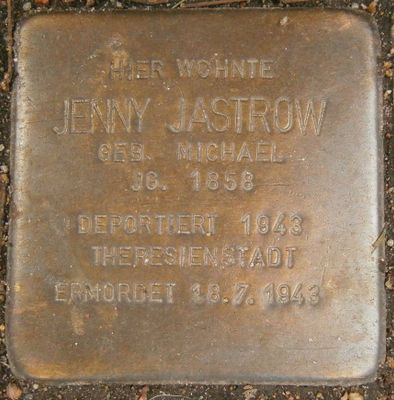 HIER WOHNTE
JENNY JASTROW
GEB. MICHAEL
JG. 1858
DEPORTIERT 1943
THERESIENSTADT
ERMORDET 18.7.1943